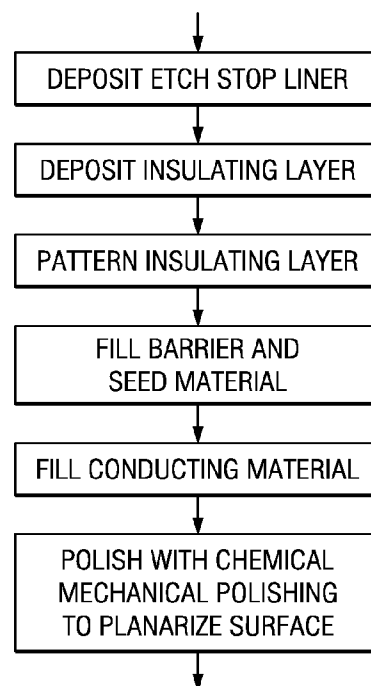 DEPOSIT ETCH STOP LINER
DEPOSIT INSULATING LAYER
PATTERN INSULATING LAYER
FILL BARRIER AND
SEED MATERIAL
FILL CONDUCTING MATERIAL
POLISH WITH CHEMICAL
MECHANICAL POLISHING
TO PLANARIZE SURFACE